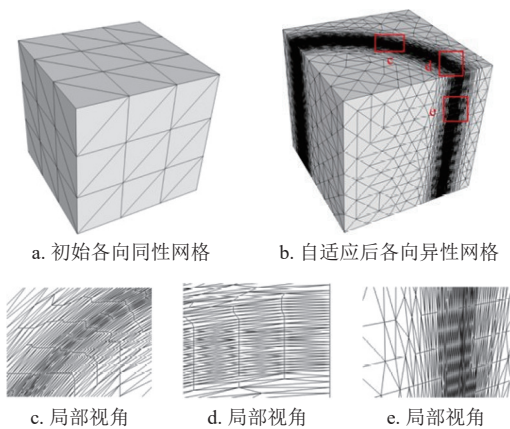 c
d
e
a. 初始各向同性网格
b. 自适应后各向异性网格
c. 局部视角
d. 局部视角
e. 局部视角